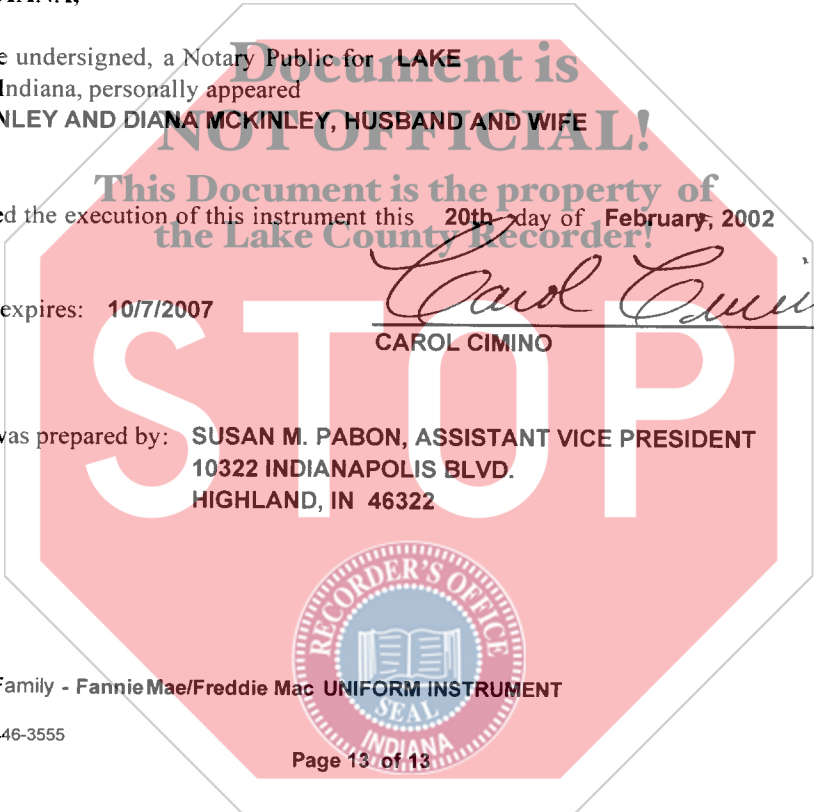 e undersigned, a Notary Public for LAKE
Indiana, personally appeared
NLEY AND DIANA MCKINLEY, HUSBAND AND WIFE
ed the execution of this instrument this 20th day of February, 2002
expires: 10/7/2007
Carol Cimi
CAROL CIMINO
was prepared by: SUSAN M. PABON, ASSISTANT VICE PRESIDENT
10322 INDIANAPOLIS BLVD.
HIGHLAND, IN 46322
Family - Fannie Mae/Freddie Mac UNIFORM INSTRUMENT
46-3555
Page 13 of 13
Document is
NOT OFFICIAL!
This Document is the property of
the Lake County Recorder!
STOP
RECORDER'S OFFICE
SEAL
INDIANA